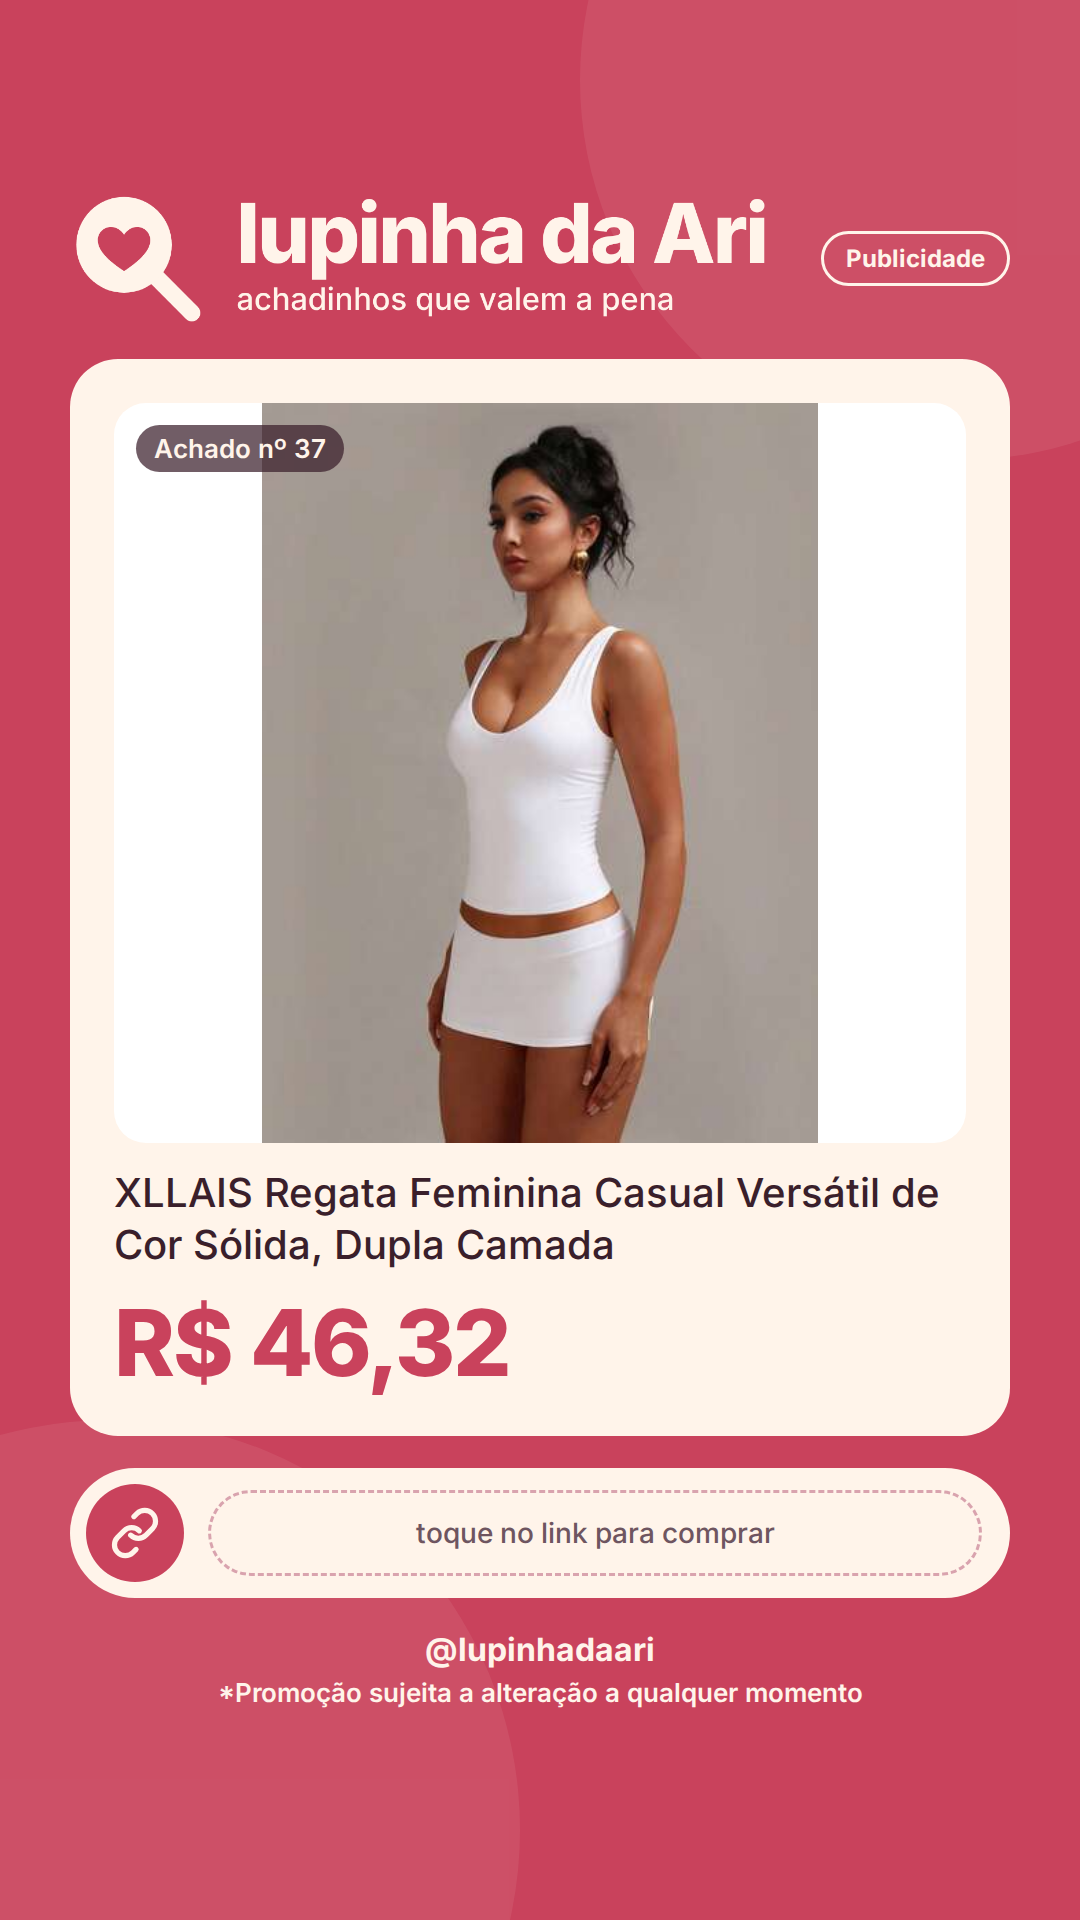 lupinha da Ari
achadinhos que valem a pena
Publicidade
Achado nº 37
XLLAIS Regata Feminina Casual Versátil de
Cor Sólida, Dupla Camada
R$ 46,32
toque no link para comprar
@lupinhadaari
*Promoção sujeita a alteração a qualquer momento